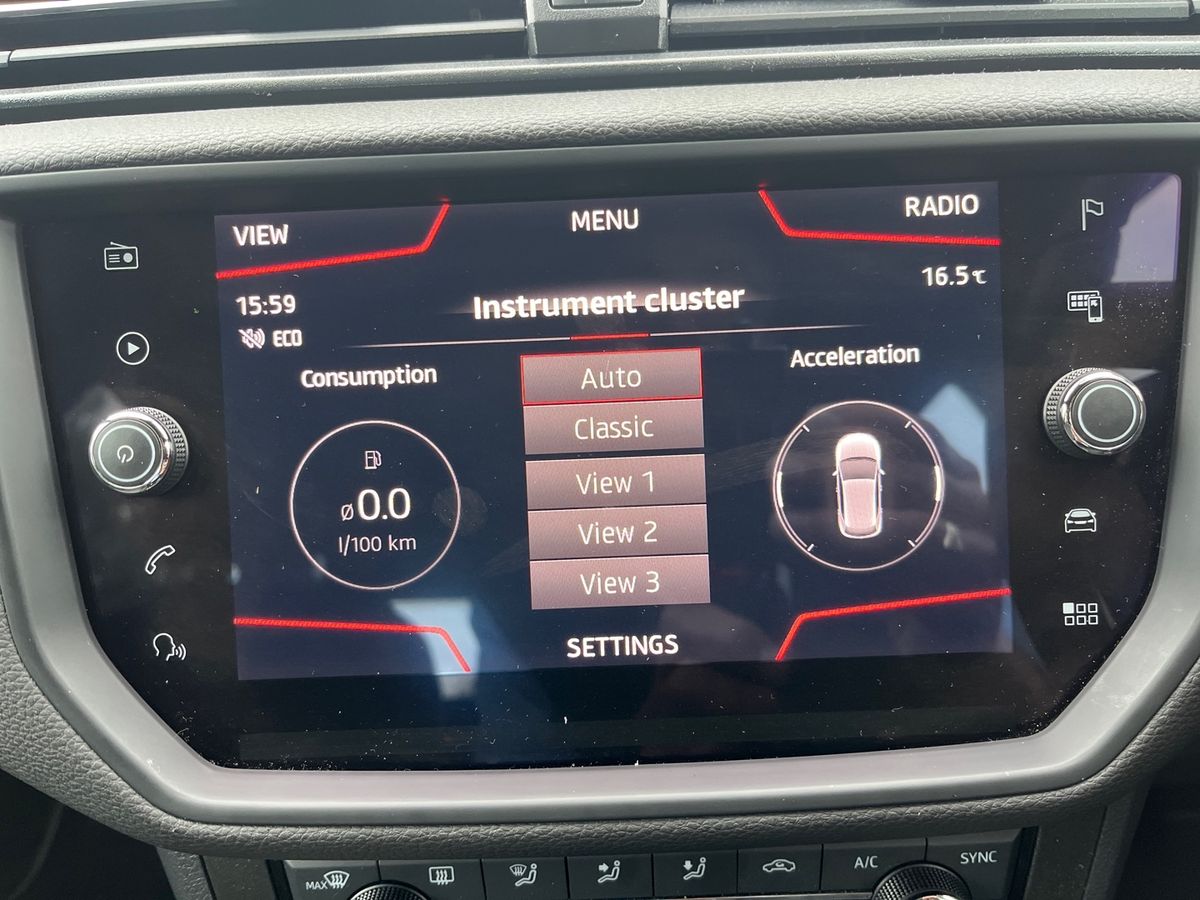 VIEW
MENU
RADIO
15:59
16.5°C
ECO
Instrument cluster
Consumption
Acceleration
Auto
Classic
View 1
View 2
View 3
ø0.0
l/100 km
SETTINGS
MAX
A/C
SYNC